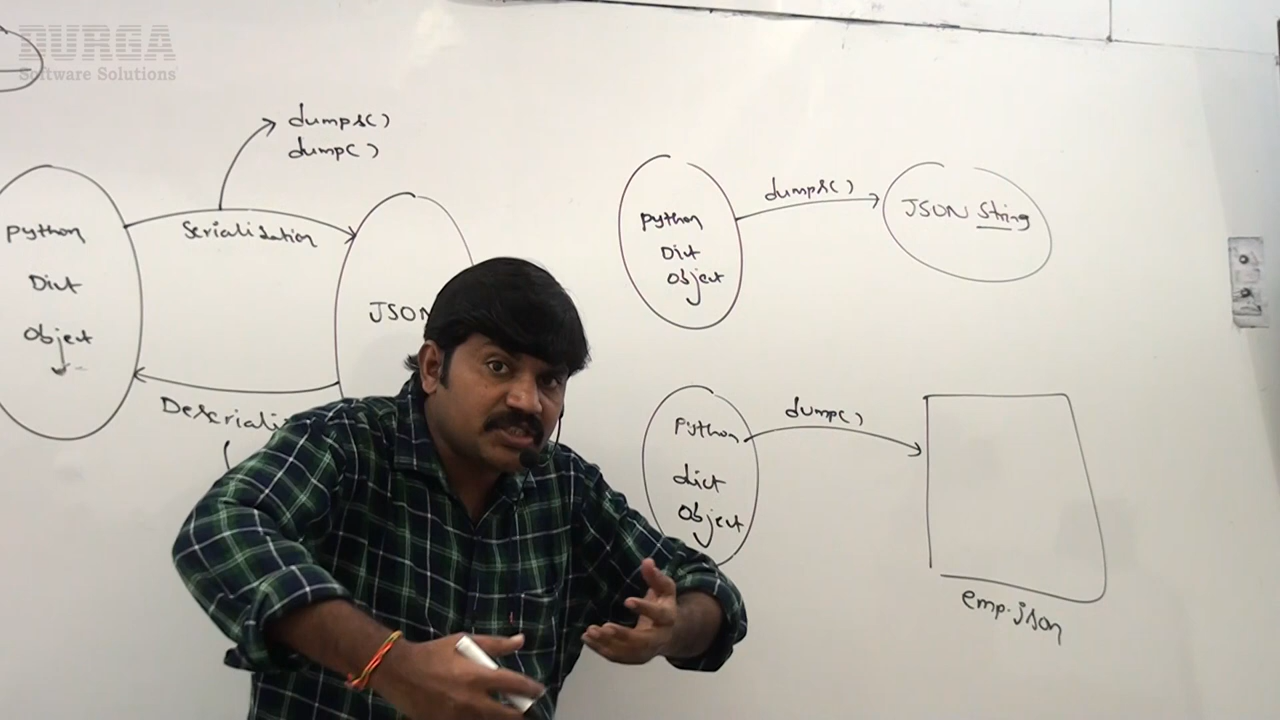 DURGA
Software Solutions
dumps()
dump()
Python
Dict
Object
Serialization
JSON
Python
Dict
Object
dumps()
JSON String
Python
dict
Object
dump()
emp.json